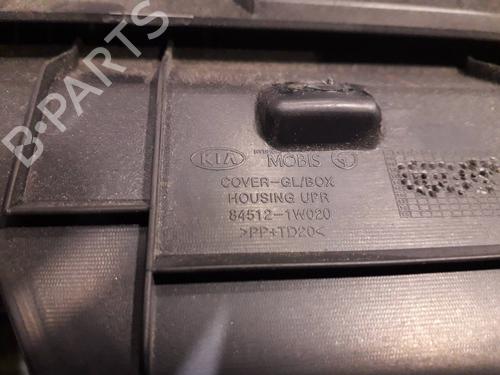 B-PARTS
KIA MOBIS
COVER-GL/BOX
HOUSING UPR
84512-1W020
>PP+TD20<